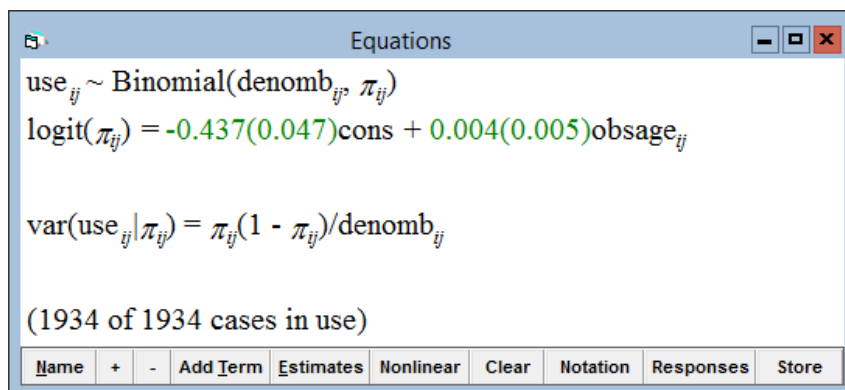 Equations
use_ij ~ Binomial(denomb_ij, π_ij)
logit(π_ij) = -0.437(0.047)cons + 0.004(0.005)obsage_ij
var(use_ij|π_ij) = π_ij(1 - π_ij)/denomb_ij
(1934 of 1934 cases in use)
Name + - Add Term Estimates Nonlinear Clear Notation Responses Store